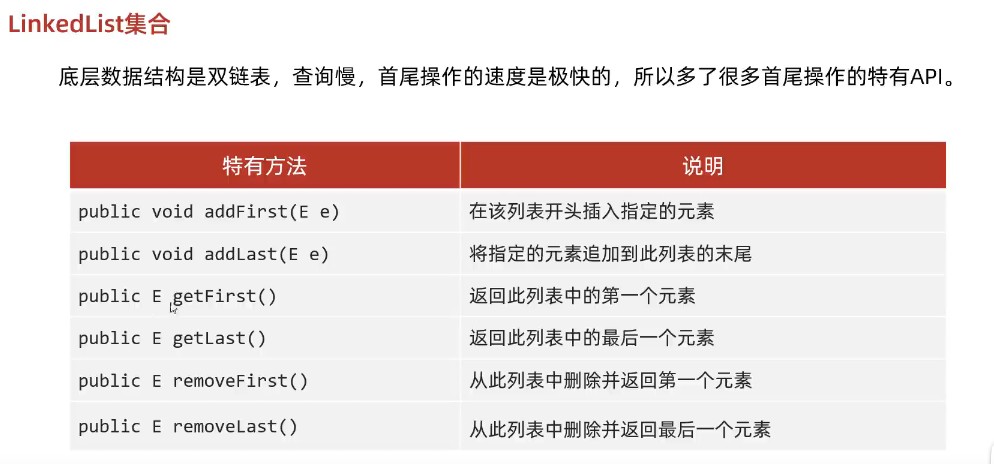 LinkedList集合
底层数据结构是双链表，查询慢，首尾操作的速度是极快的，所以多了很多首尾操作的特有API。
特有方法 说明
public void addFirst(E e) 在该列表开头插入指定的元素
public void addLast(E e) 将指定的元素追加到此列表的末尾
public E getFirst() 返回此列表中的第一个元素
public E getLast() 返回此列表中的最后一个元素
public E removeFirst() 从此列表中删除并返回第一个元素
public E removeLast() 从此列表中删除并返回最后一个元素